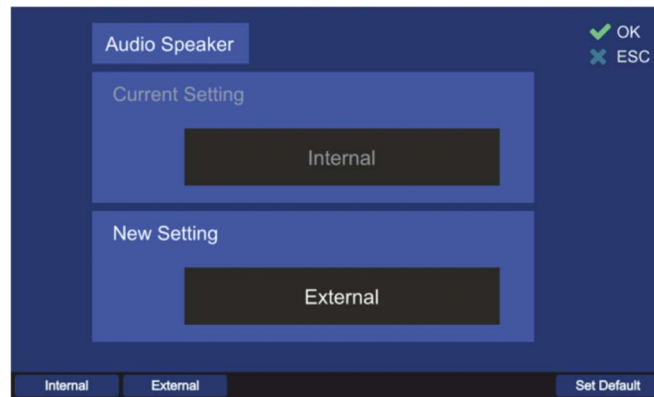 Audio Speaker
OK
ESC
Current Setting
Internal
New Setting
External
Internal External Set Default